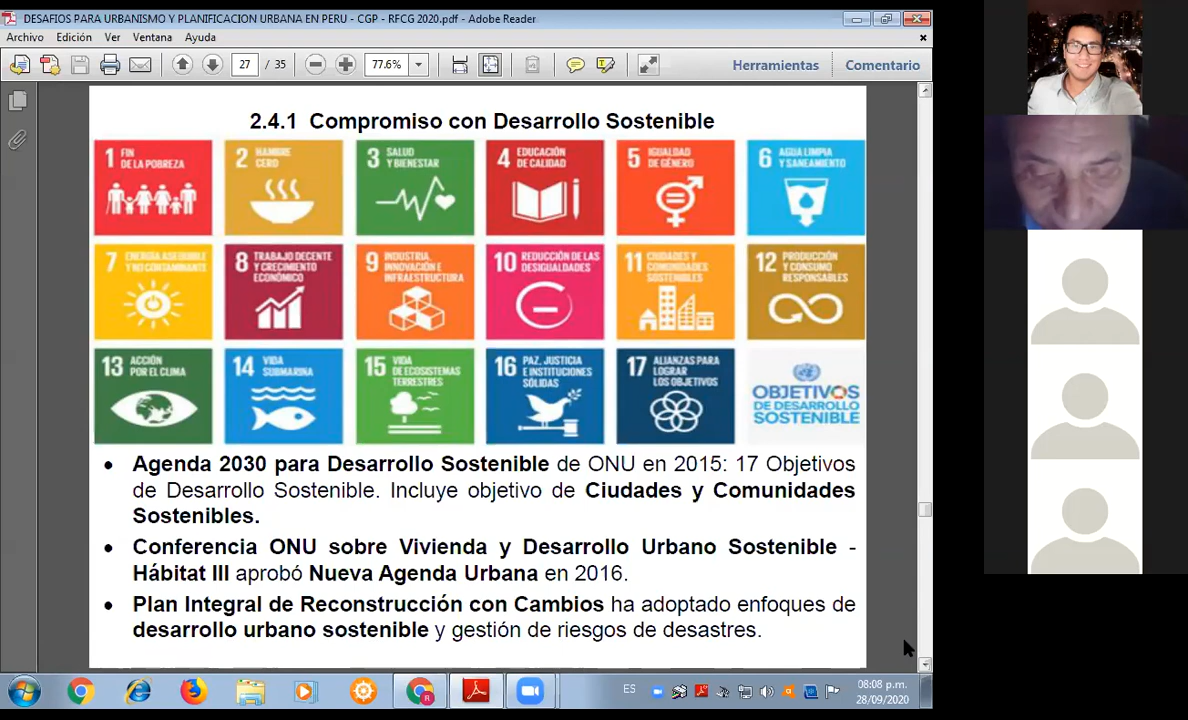 DESAFIOS PARA URBANISMO Y PLANIFICACION URBANA EN PERU - CGP - RFCG 2020.pdf - Adobe Reader
Archivo Edición Ver Ventana Ayuda
27 / 35 77.6% Herramientas Comentario
2.4.1 Compromiso con Desarrollo Sostenible
1 FIN
DE LA POBREZA
2 HAMBRE
CERO
3 SALUD
Y BIENESTAR
4 EDUCACIÓN
DE CALIDAD
5 IGUALDAD
DE GÉNERO
6 AGUA LIMPIA
Y SANEAMIENTO
7 ENERGÍA ASEQUIBLE
Y NO CONTAMINANTE
8 TRABAJO DECENTE
Y CRECIMIENTO
ECONÓMICO
9 INDUSTRIA,
INNOVACIÓN E
INFRAESTRUCTURA
10 REDUCCIÓN DE LAS
DESIGUALDADES
11 CIUDADES Y
COMUNIDADES
SOSTENIBLES
12 PRODUCCIÓN
Y CONSUMO
RESPONSABLES
13 ACCIÓN
POR EL CLIMA
14 VIDA
SUBMARINA
15 VIDA
DE ECOSISTEMAS
TERRESTRES
16 PAZ, JUSTICIA
E INSTITUCIONES
SÓLIDAS
17 ALIANZAS PARA
LOGRAR
LOS OBJETIVOS
OBJETIVOS
DE DESARROLLO
SOSTENIBLE
• Agenda 2030 para Desarrollo Sostenible de ONU en 2015: 17 Objetivos
de Desarrollo Sostenible. Incluye objetivo de Ciudades y Comunidades
Sostenibles.
• Conferencia ONU sobre Vivienda y Desarrollo Urbano Sostenible -
Hábitat III aprobó Nueva Agenda Urbana en 2016.
• Plan Integral de Reconstrucción con Cambios ha adoptado enfoques de
desarrollo urbano sostenible y gestión de riesgos de desastres.
ES
08:08 p.m.
28/09/2020